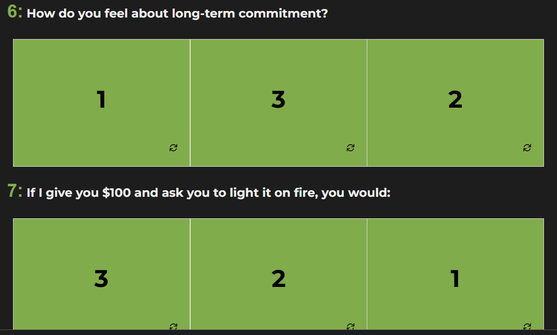 6: How do you feel about long-term commitment?
1 3 2
7: If I give you $100 and ask you to light it on fire, you would:
3 2 1